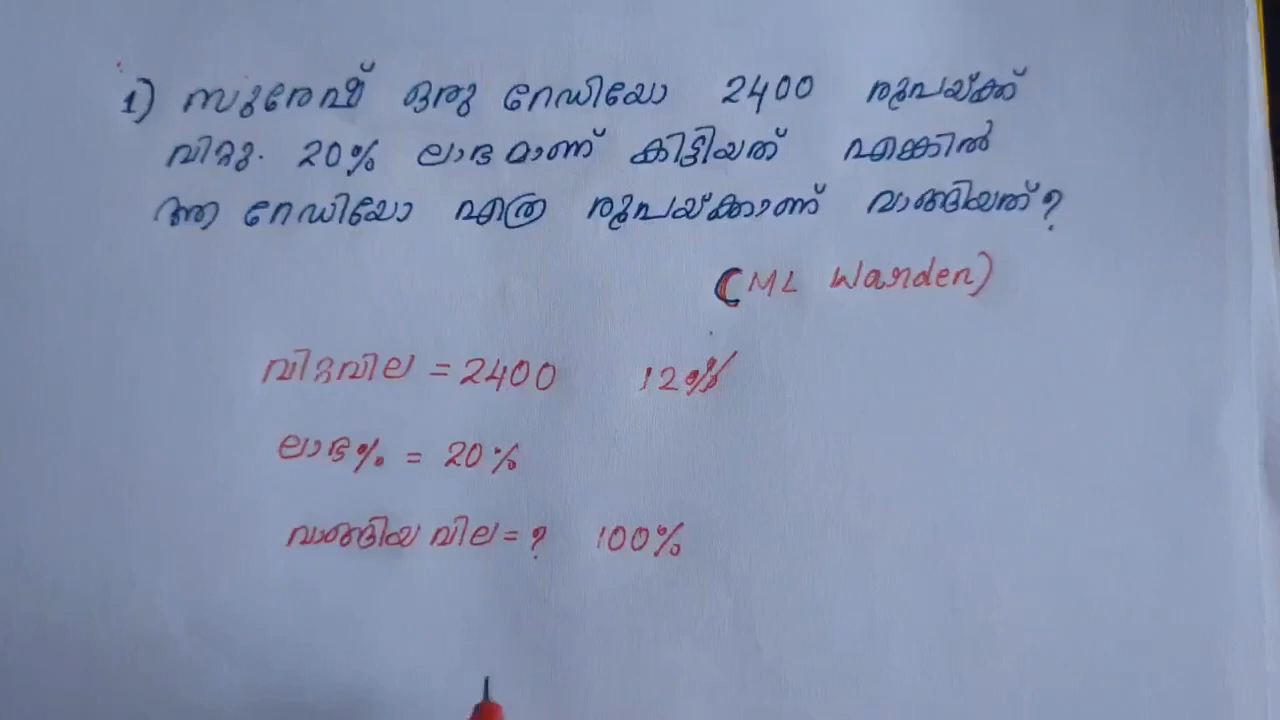 1) സുരേഷ് ഒരു റേഡിയോ 2400 രൂപയ്ക്ക്
വിറ്റു. 20% ലാഭമാണ് കിട്ടിയത് എങ്കിൽ
ആ റേഡിയോ എത്ര രൂപയ്ക്കാണ് വാങ്ങിയത്?
(ML Warden)
വിറ്റവില = 2400 120%
ലാഭ% = 20%
വാങ്ങിയ വില = ? 100%